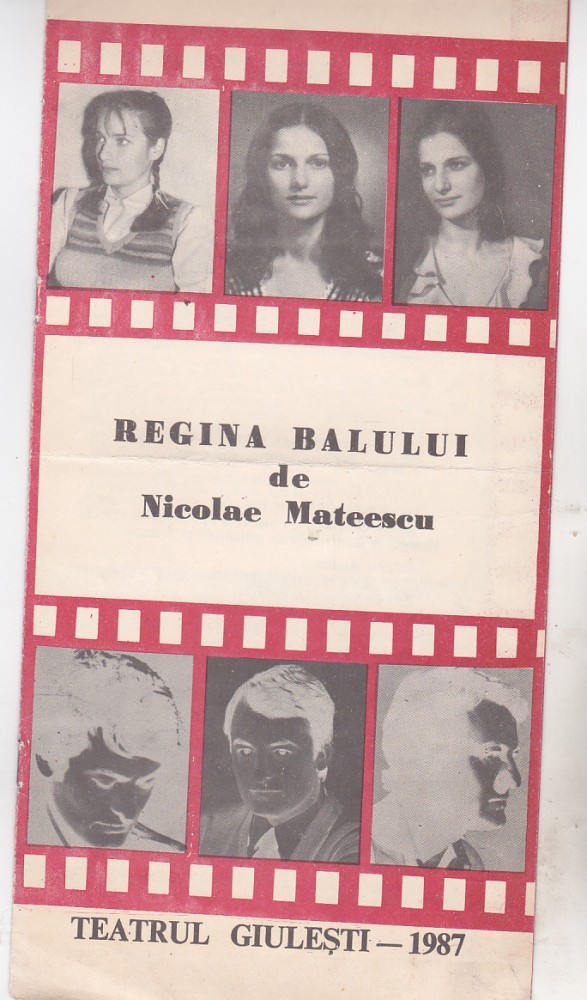 REGINA BALULUI
de
Nicolae Mateescu
TEATRUL GIULEȘTI — 1987